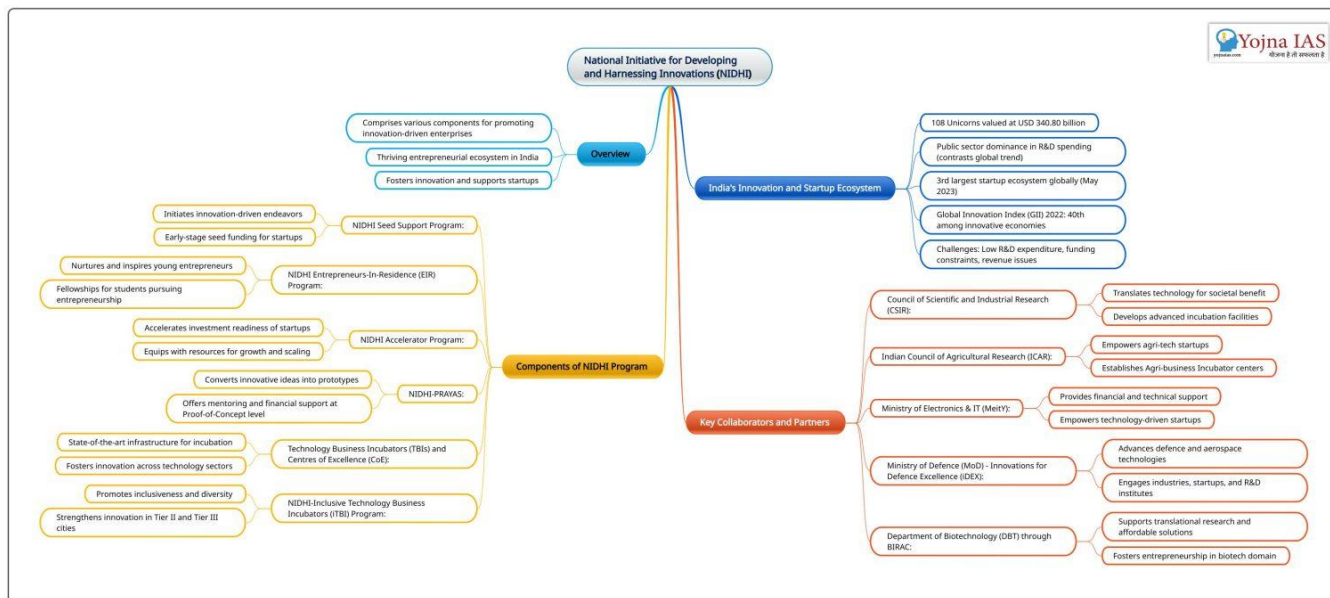 Yojna IAS
yojnaias.com
योजना है तो सफलता है
National Initiative for Developing
and Harnessing Innovations (NIDHI)
Overview
Comprises various components for promoting
innovation-driven enterprises
Thriving entrepreneurial ecosystem in India
Fosters innovation and supports startups
India's Innovation and Startup Ecosystem
108 Unicorns valued at USD 340.80 billion
Public sector dominance in R&D spending
(contrasts global trend)
3rd largest startup ecosystem globally (May
2023)
Global Innovation Index (GII) 2022: 40th
among innovative economies
Challenges: Low R&D expenditure, funding
constraints, revenue issues
Components of NIDHI Program
NIDHI Seed Support Program:
Initiates innovation-driven endeavors
Early-stage seed funding for startups
NIDHI Entrepreneurs-In-Residence (EIR)
Program:
Nurtures and inspires young entrepreneurs
Fellowships for students pursuing
entrepreneurship
NIDHI Accelerator Program:
Accelerates investment readiness of startups
Equips with resources for growth and scaling
NIDHI-PRAYAS:
Converts innovative ideas into prototypes
Offers mentoring and financial support at
Proof-of-Concept level
Technology Business Incubators (TBIs) and
Centres of Excellence (CoE):
State-of-the-art infrastructure for incubation
Fosters innovation across technology sectors
NIDHI-Inclusive Technology Business
Incubators (iTBI) Program:
Promotes inclusiveness and diversity
Strengthens innovation in Tier II and Tier III
cities
Key Collaborators and Partners
Council of Scientific and Industrial Research
(CSIR):
Translates technology for societal benefit
Develops advanced incubation facilities
Indian Council of Agricultural Research (ICAR):
Empowers agri-tech startups
Establishes Agri-business Incubator centers
Ministry of Electronics & IT (MeitY):
Provides financial and technical support
Empowers technology-driven startups
Ministry of Defence (MoD) - Innovations for
Defence Excellence (iDEX):
Advances defence and aerospace
technologies
Engages industries, startups, and R&D
institutes
Department of Biotechnology (DBT) through
BIRAC:
Supports translational research and
affordable solutions
Fosters entrepreneurship in biotech domain